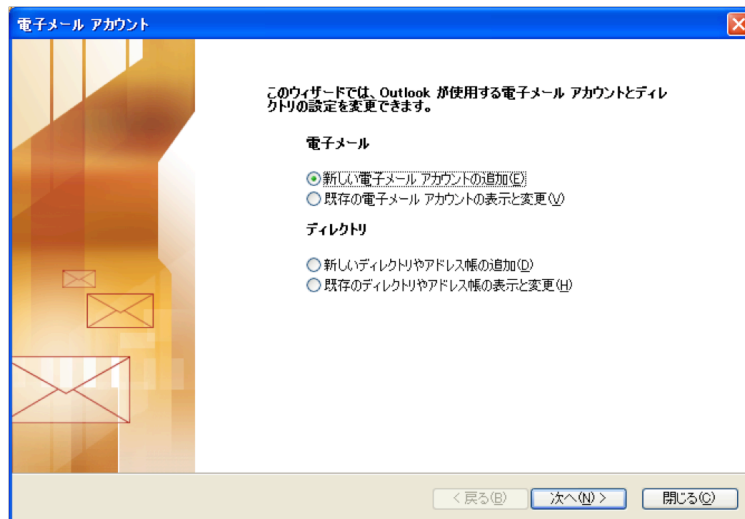 電子メール アカウント
このウィザードでは、Outlook が使用する電子メール アカウントとディレ
クトリの設定を変更できます。
電子メール
新しい電子メール アカウントの追加(E)
既存の電子メール アカウントの表示と変更(V)
ディレクトリ
新しいディレクトリやアドレス帳の追加(D)
既存のディレクトリやアドレス帳の表示と変更(H)
< 戻る(B) 次へ(N) > 閉じる(C)